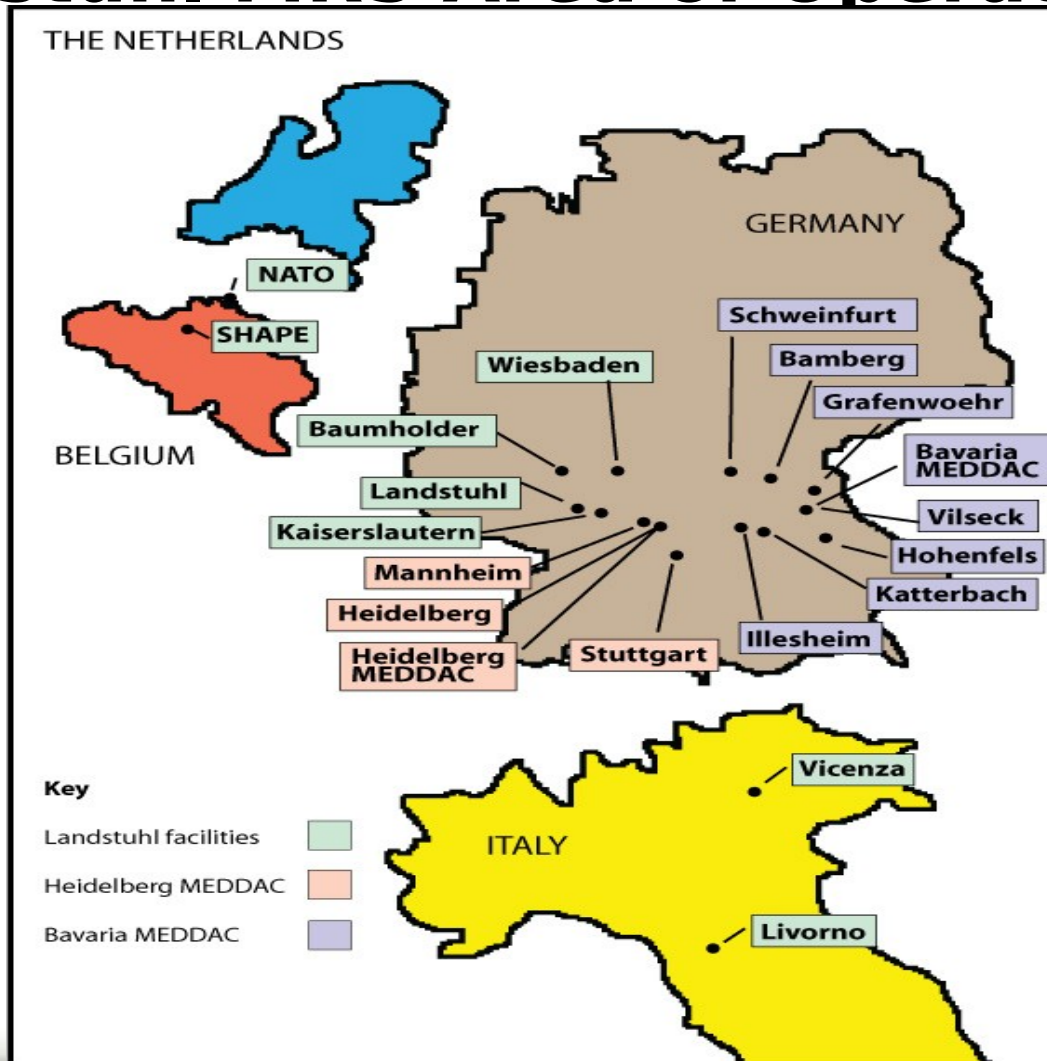 THE NETHERLANDS
GERMANY
NATO
SHAPE
BELGIUM
Schweinfurt
Wiesbaden
Bamberg
Grafenwoehr
Baumholder
Bavaria
MEDDAC
Landstuhl
Vilseck
Kaiserslautern
Hohenfels
Mannheim
Katterbach
Heidelberg
Illesheim
Heidelberg
MEDDAC
Stuttgart
Vicenza
ITALY
Livorno
Key
Landstuhl facilities
Heidelberg MEDDAC
Bavaria MEDDAC